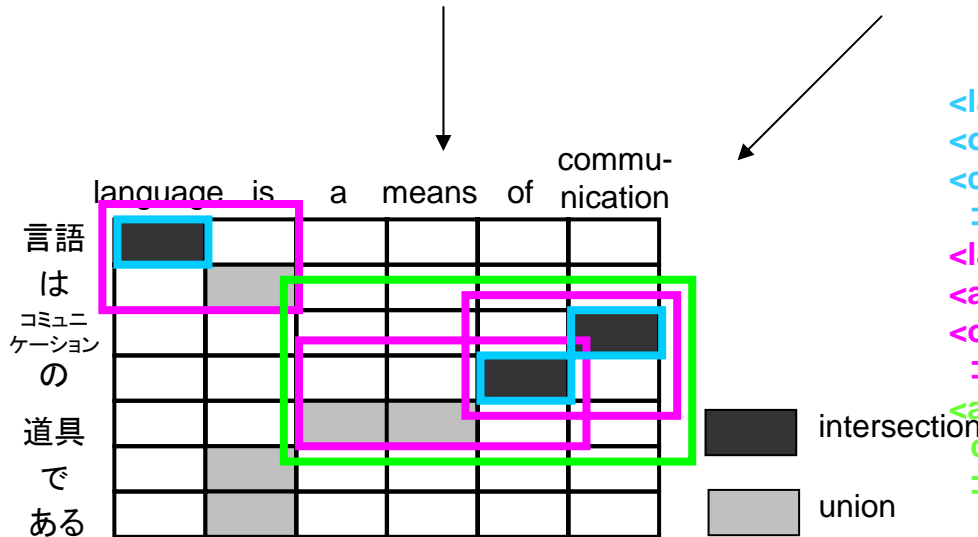 commu-
language is a means of nication
言語
は
コミュニ
ケーション
の
道具
で
ある
intersection
union